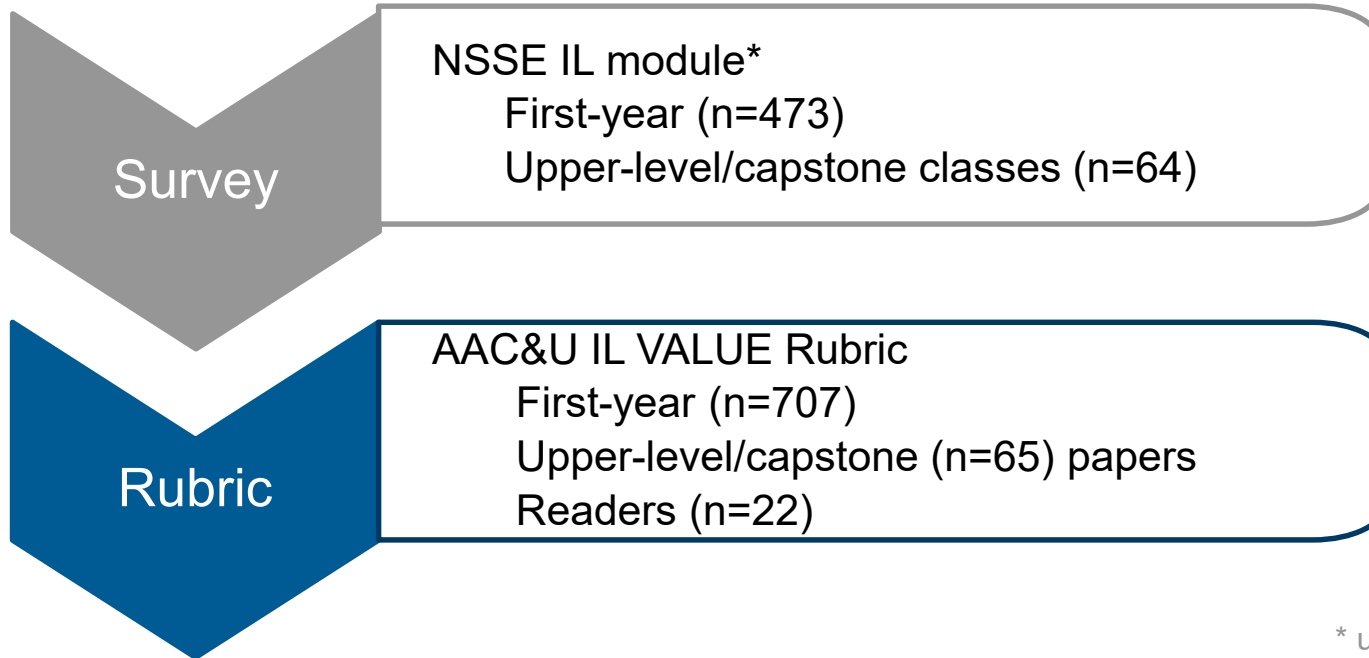 Survey
NSSE IL module*
First-year (n=473)
Upper-level/capstone classes (n=64)
Rubric
AAC&U IL VALUE Rubric
First-year (n=707)
Upper-level/capstone (n=65) papers
Readers (n=22)
*